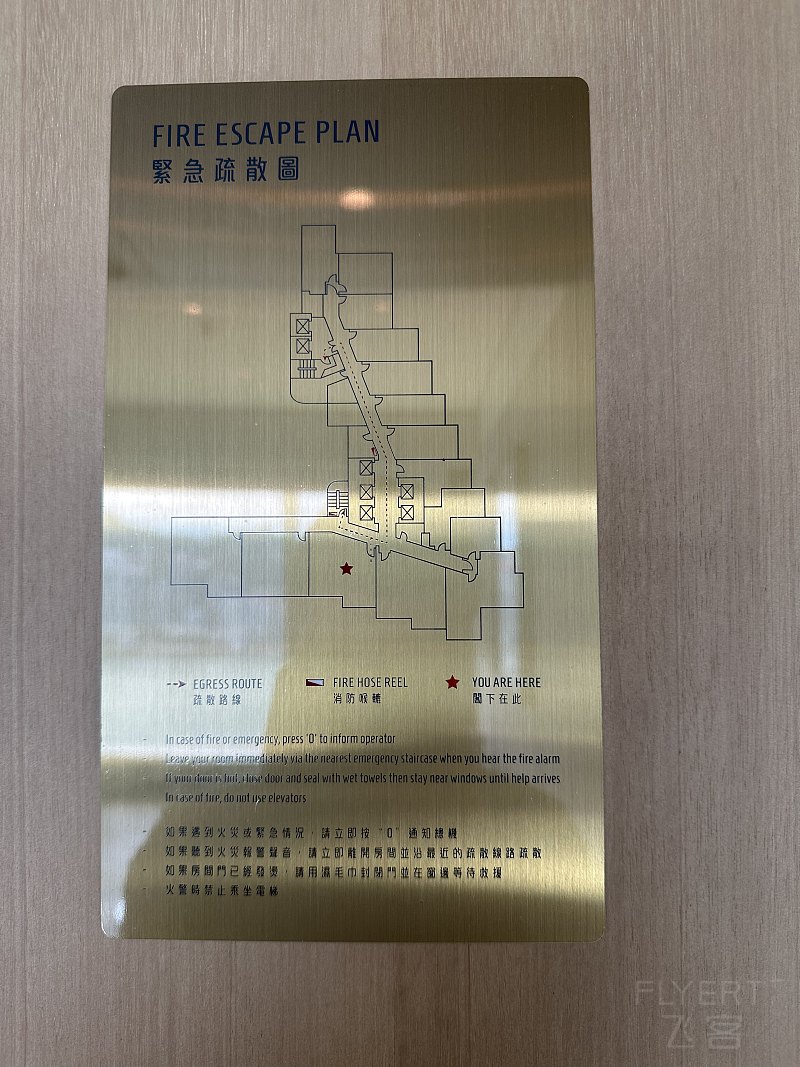 FIRE ESCAPE PLAN
緊急疏散圖
EGRESS ROUTE
疏散路線
FIRE HOSE REEL
消防喉轆
YOU ARE HERE
閣下在此
- In case of fire or emergency, press "0" to inform operator
- Leave your room immediately via the nearest emergency staircase when you hear the fire alarm
- If your door is hot, close door and seal with wet towels then stay near windows until help arrives
- In case of fire, do not use elevators
- 如果遇到火災或緊急情況，請立即按 "0" 通知總機
- 如果聽到火災報警聲音，請立即離開房間並沿最近的疏散線路疏散
- 如果房間門已經發燙，請用濕毛巾封閉門並在窗邊等待救援
- 火警時禁止乘坐電梯
FLYERT
飞客